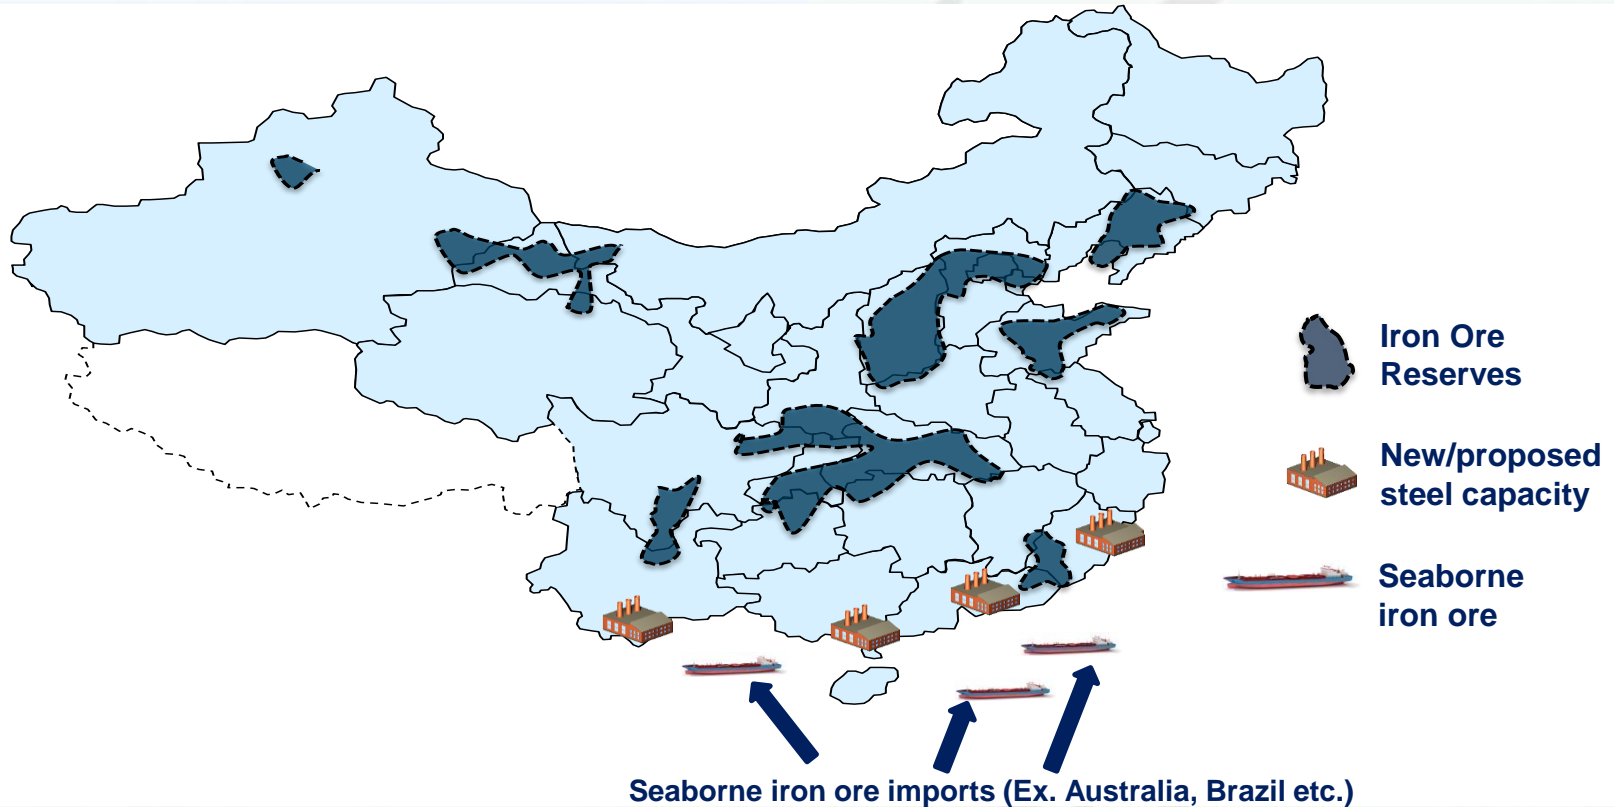 Iron Ore
Reserves
New/proposed
steel capacity
Seaborne
iron ore
Seaborne iron ore imports (Ex. Australia, Brazil etc.)